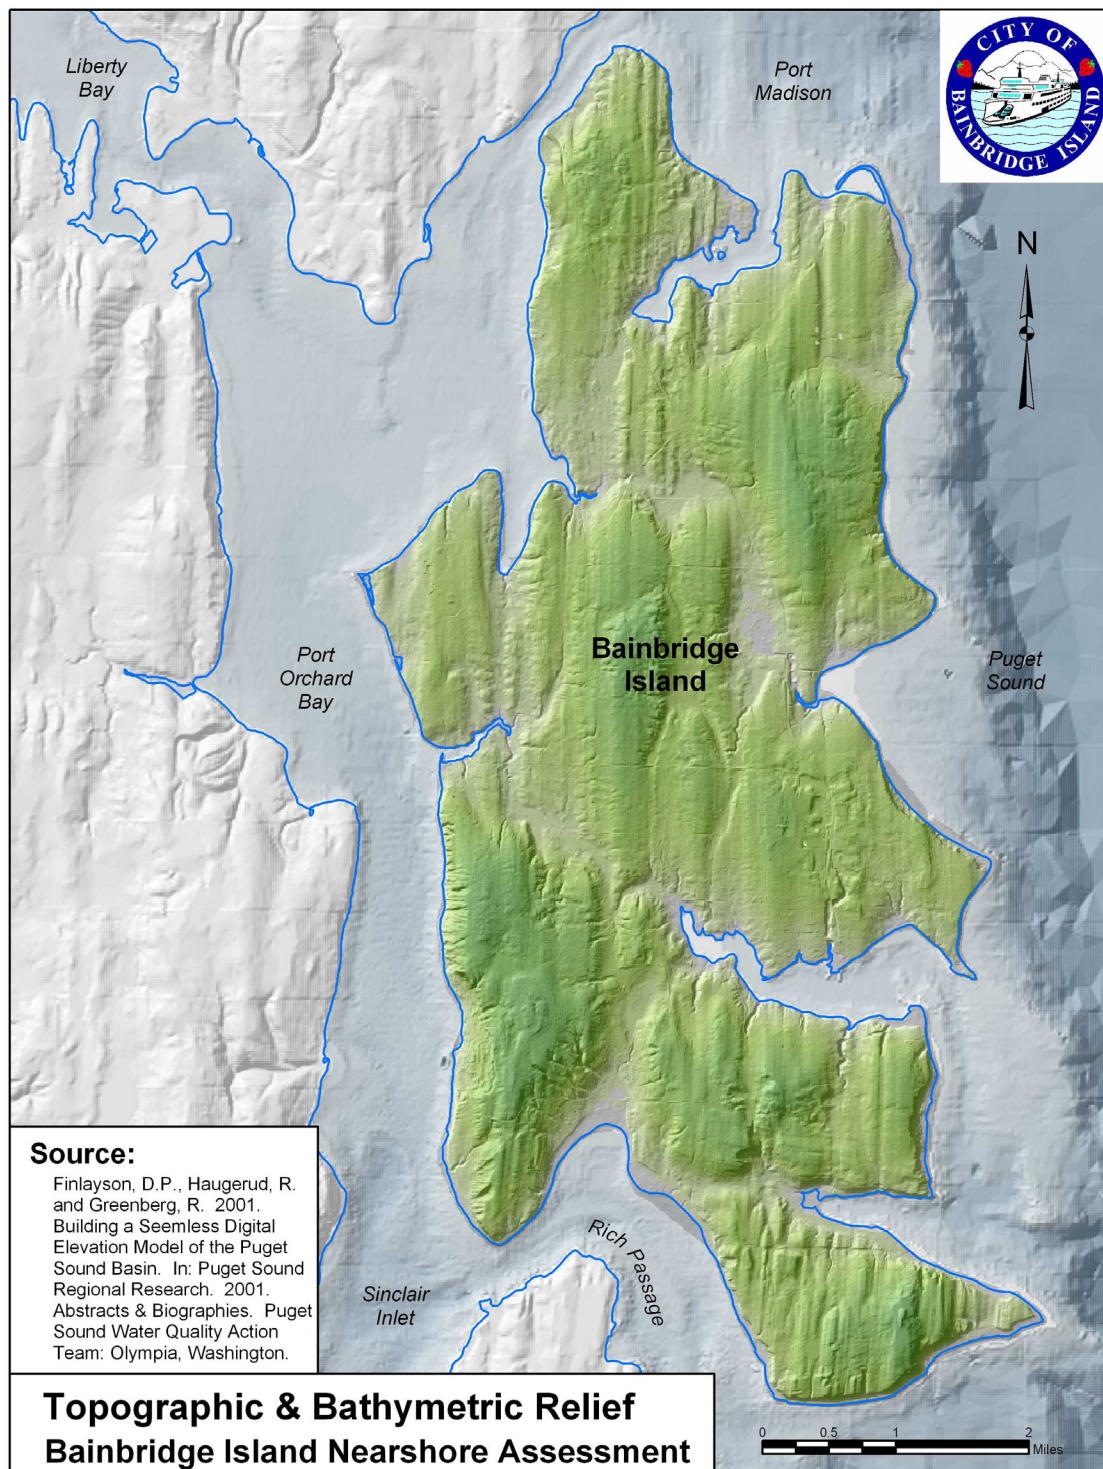 Liberty
Bay
Port
Madison
CITY OF
BAINBRIDGE ISLAND
N
Bainbridge
Island
Port
Orchard
Bay
Puget
Sound
Source:
Finlayson, D.P., Haugerud, R.
and Greenberg, R. 2001.
Building a Seemless Digital
Elevation Model of the Puget
Sound Basin. In: Puget Sound
Regional Research. 2001.
Abstracts & Biographies. Puget
Sound Water Quality Action
Team: Olympia, Washington.
Rich Passage
Sinclair
Inlet
Topographic & Bathymetric Relief
Bainbridge Island Nearshore Assessment
0 0.5 1 2
Miles